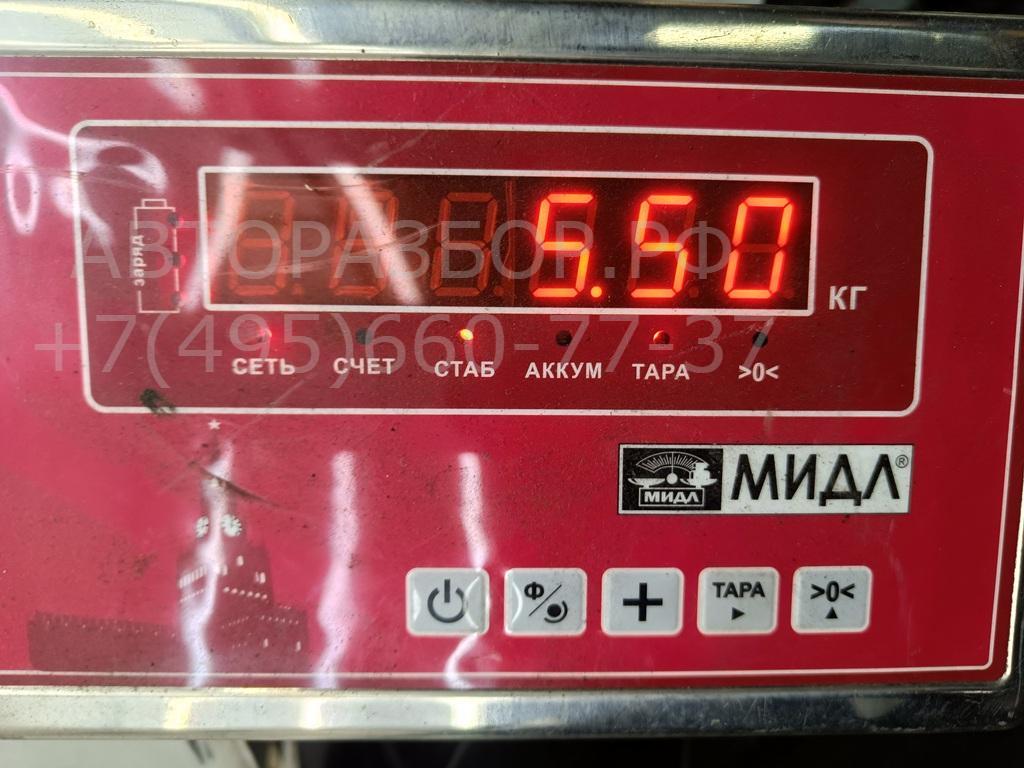 АВТОРАЗБОР.РФ
+7(495)660-77-37
заряд
5.50
КГ
СЕТЬ СЧЕТ СТАБ АККУМ ТАРА >0<
МИДЛ МИДЛ®
Ф + ТАРА >0<